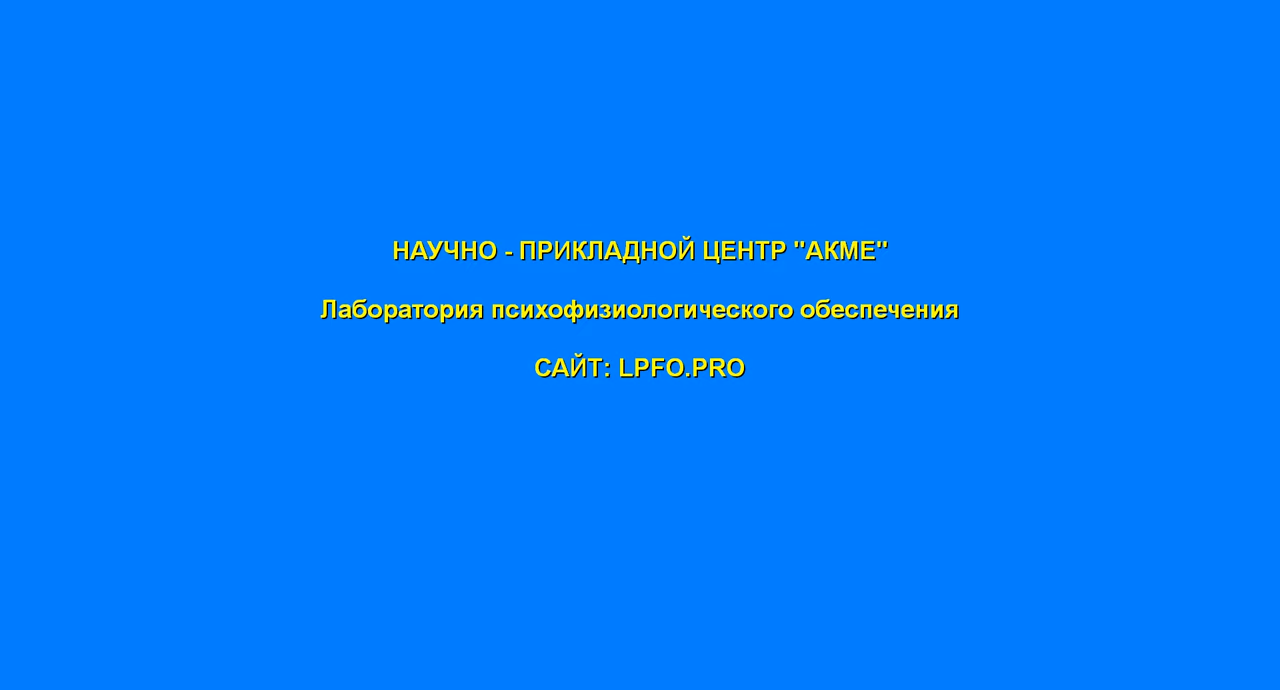 НАУЧНО - ПРИКЛАДНОЙ ЦЕНТР "АКМЕ"
Лаборатория психофизиологического обеспечения
САЙТ: LPFO.PRO